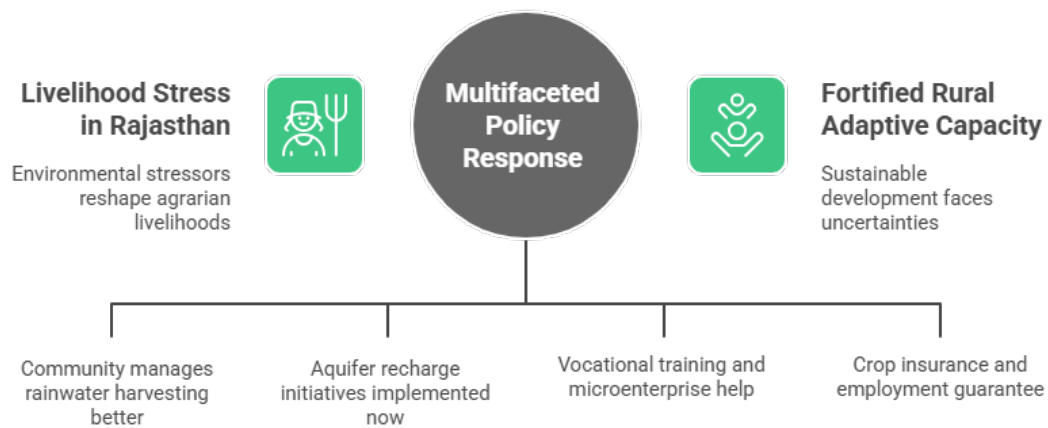 Livelihood Stress
in Rajasthan
Environmental stressors
reshape agrarian
livelihoods
Multifaceted
Policy
Response
Fortified Rural
Adaptive Capacity
Sustainable
development faces
uncertainties
Community manages
rainwater harvesting
better
Aquifer recharge
initiatives implemented
now
Vocational training and
microenterprise help
Crop insurance and
employment guarantee